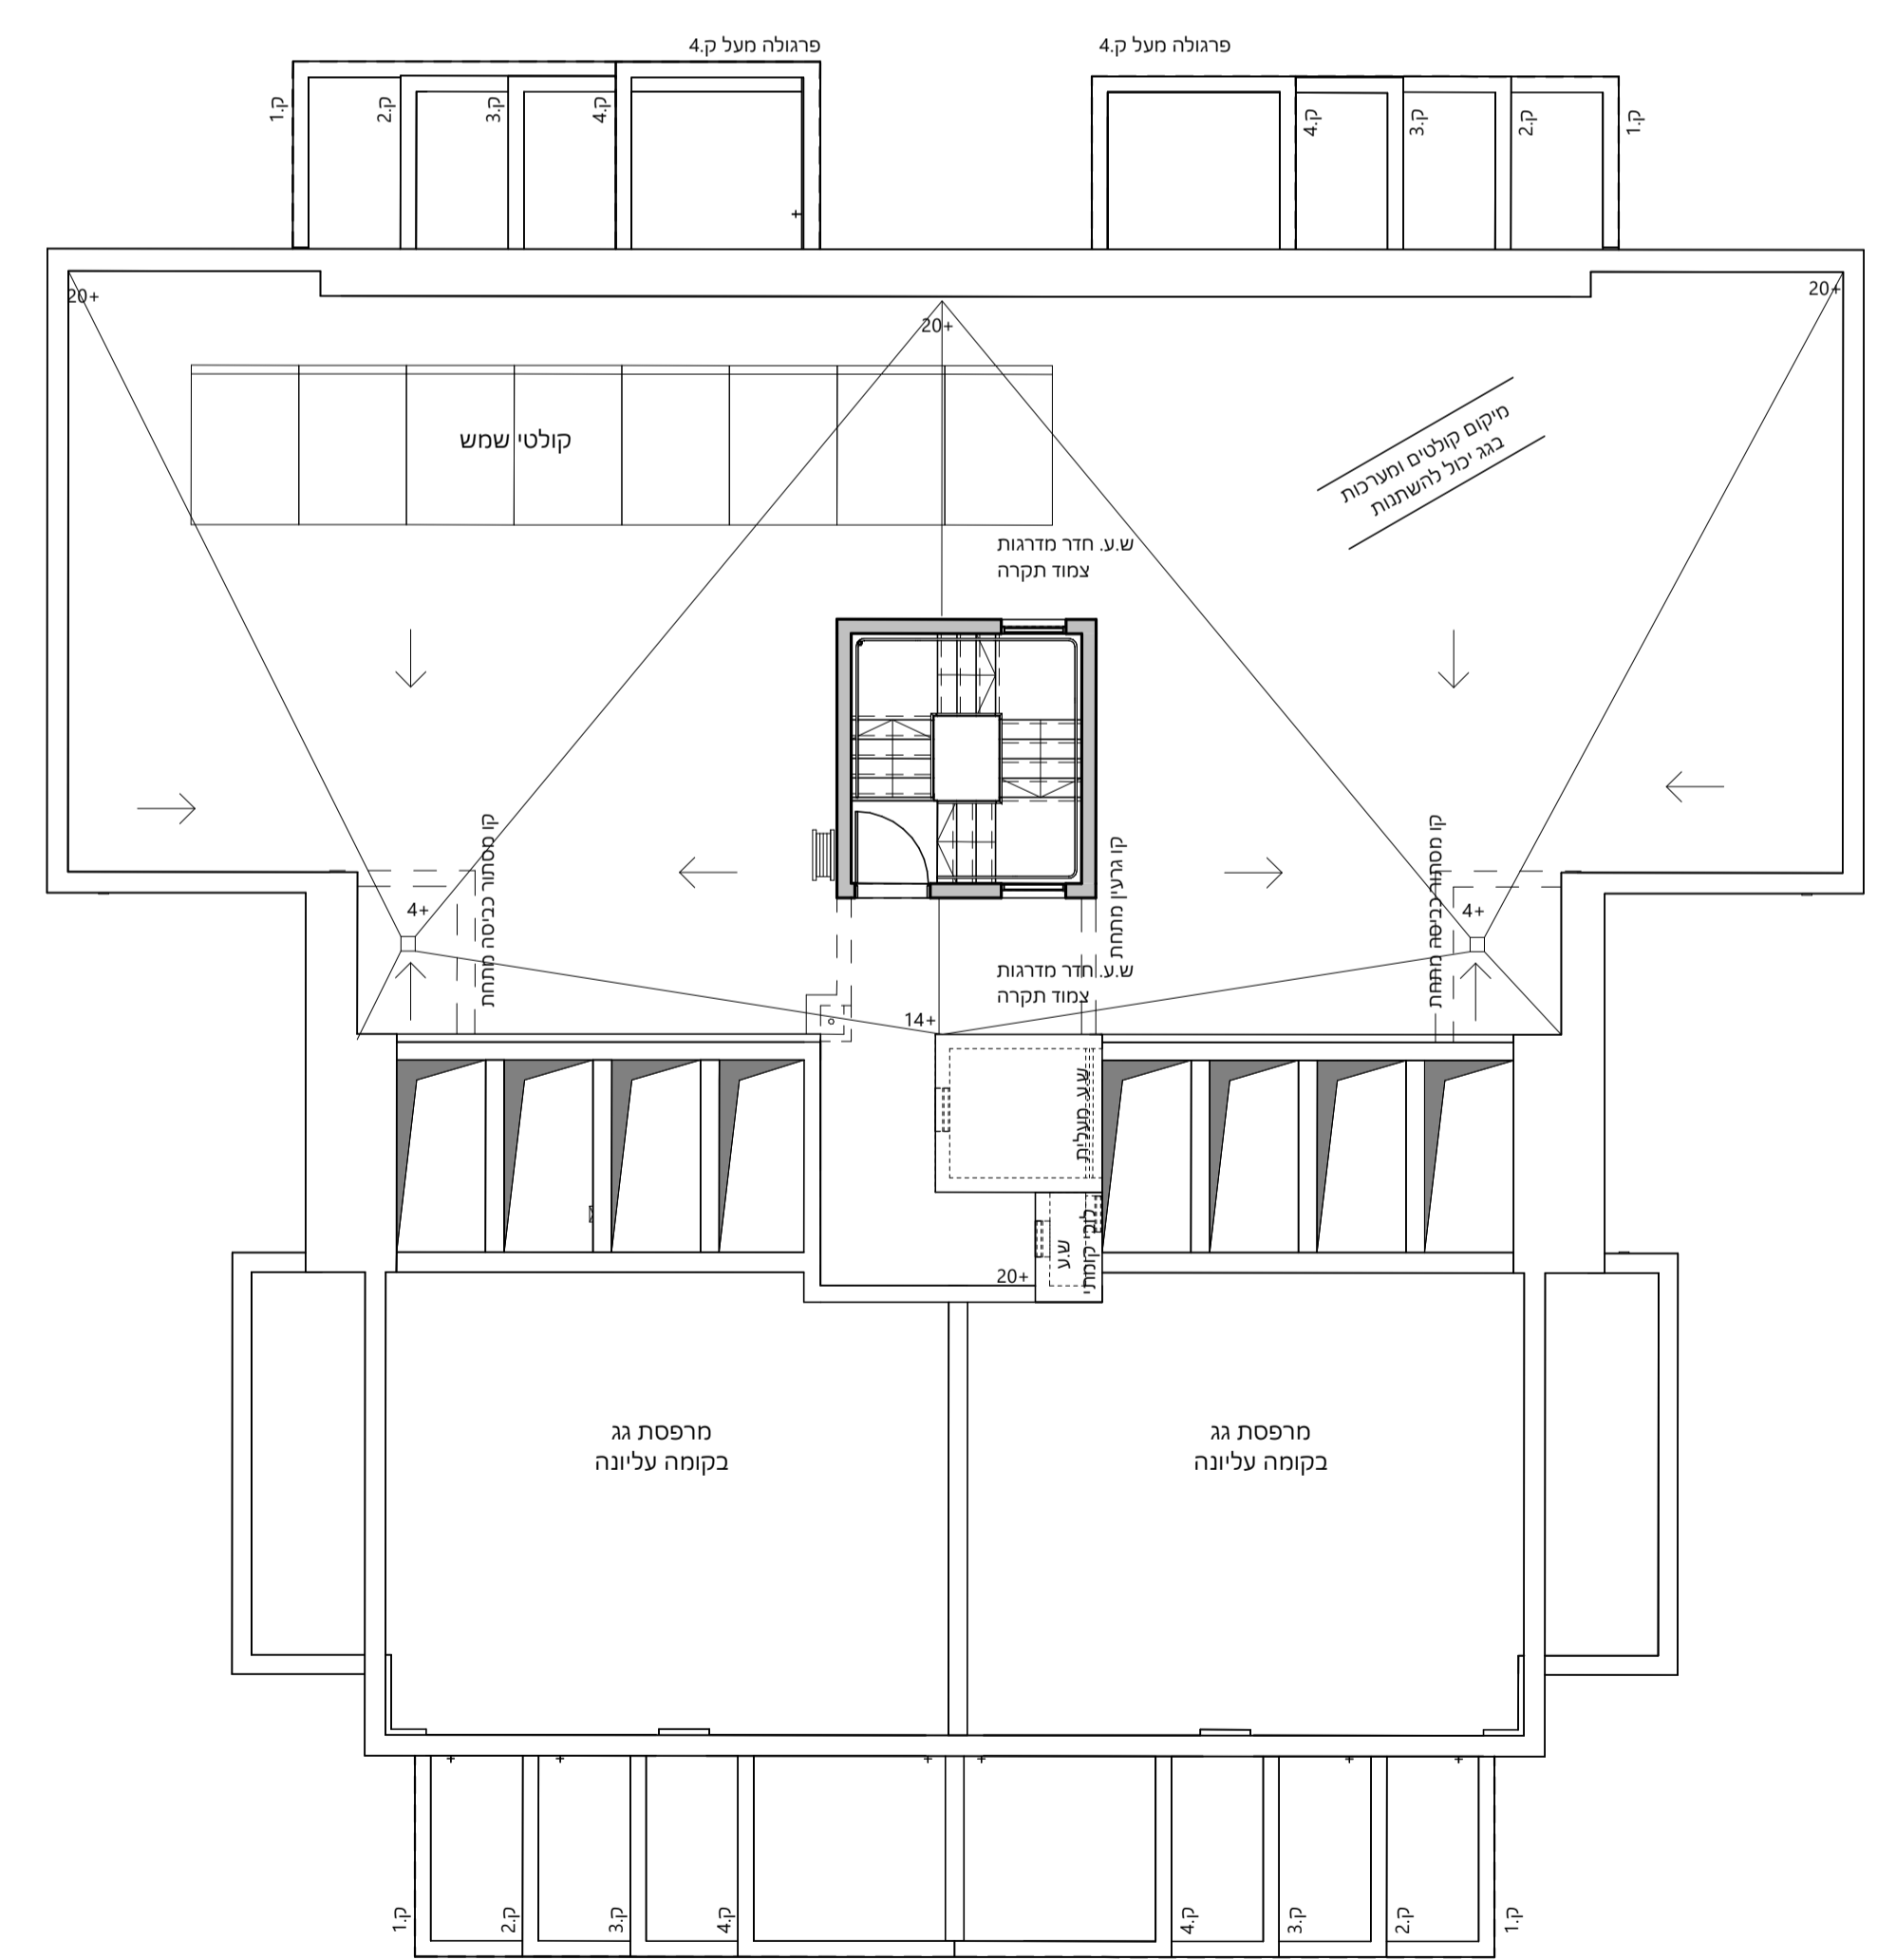 פרגולה מעל ק.4
פרגולה מעל ק.4
ק.1
ק.2
ק.3
ק.4
ק.4
ק.3
ק.2
ק.1
20+
20+
20+
קולטי שמש
מיקום קולטים ומערכות
בגג יכול להשתנות
ש.ע. חדר מדרגות
צמוד תקרה
קו מסתור כביסה מתחת
קו גרעין מתחת
קו מסתור כביסה מתחת
4+
4+
ש.ע. חדר מדרגות
צמוד תקרה
14+
ש.ע. מעלית
ש.ע
לובי קומתי
20+
מרפסת גג
בקומה עליונה
מרפסת גג
בקומה עליונה
ק.1
ק.2
ק.3
ק.4
ק.4
ק.3
ק.2
ק.1